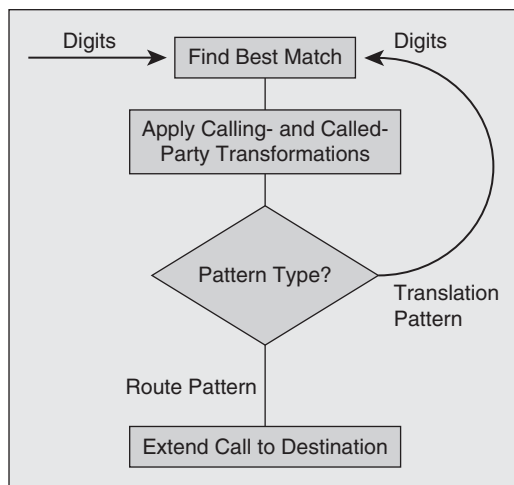 Digits
Digits
Find Best Match
Apply Calling- and Called-
Party Transformations
Pattern Type?
Translation
Pattern
Route Pattern
Extend Call to Destination